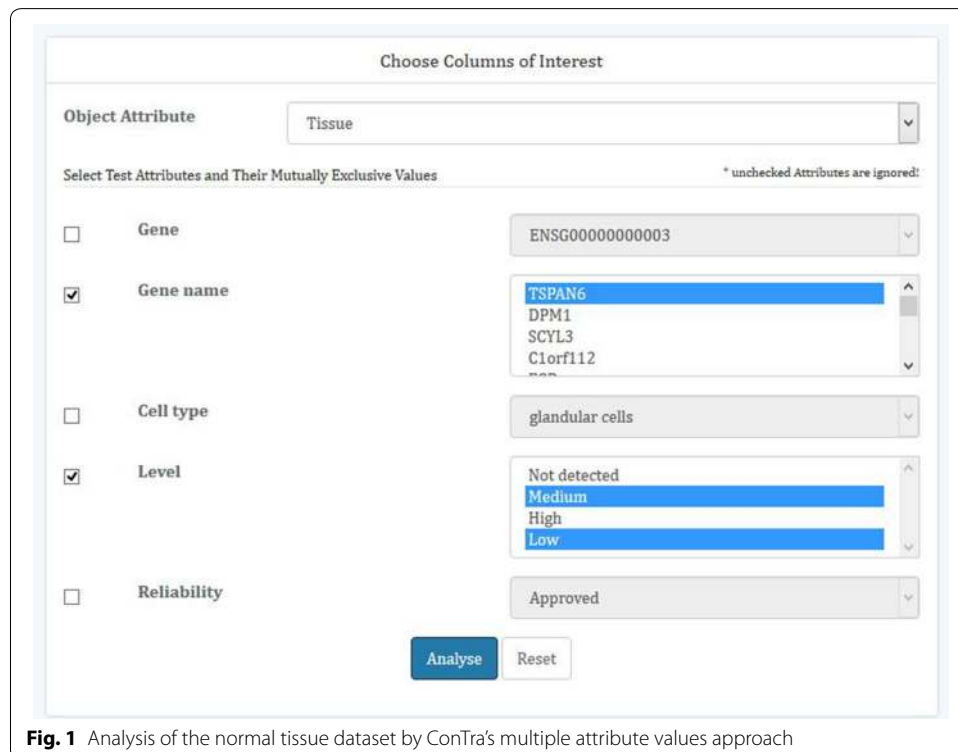 Choose Columns of Interest
Object Attribute
Tissue
Select Test Attributes and Their Mutually Exclusive Values
* unchecked Attributes are ignored!
Gene
ENSG00000000003
Gene name
TSPAN6
DPM1
SCYL3
C1orf112
Cell type
glandular cells
Level
Not detected
Medium
High
Low
Reliability
Approved
Analyse Reset
Fig. 1 Analysis of the normal tissue dataset by ConTra's multiple attribute values approach